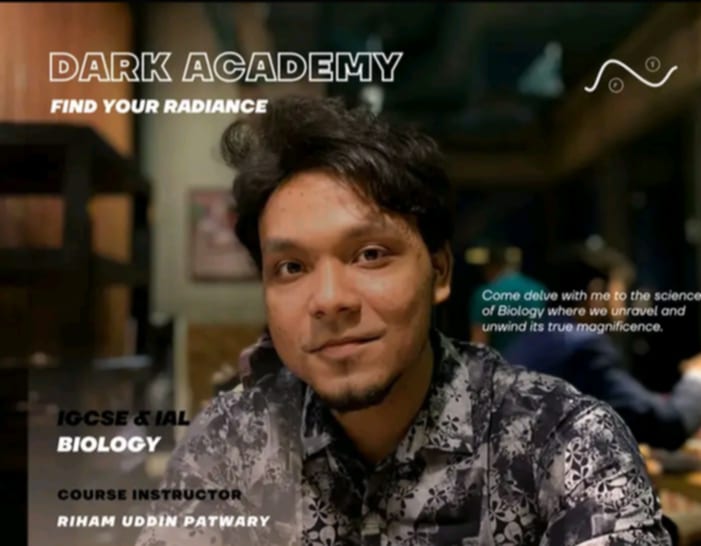 DARK ACADEMY
FIND YOUR RADIANCE
Come delve with me to the science
of Biology where we unravel and
unwind its true magnificence.
IGCSE & IAL
BIOLOGY
COURSE INSTRUCTOR
RIHAM UDDIN PATWARY